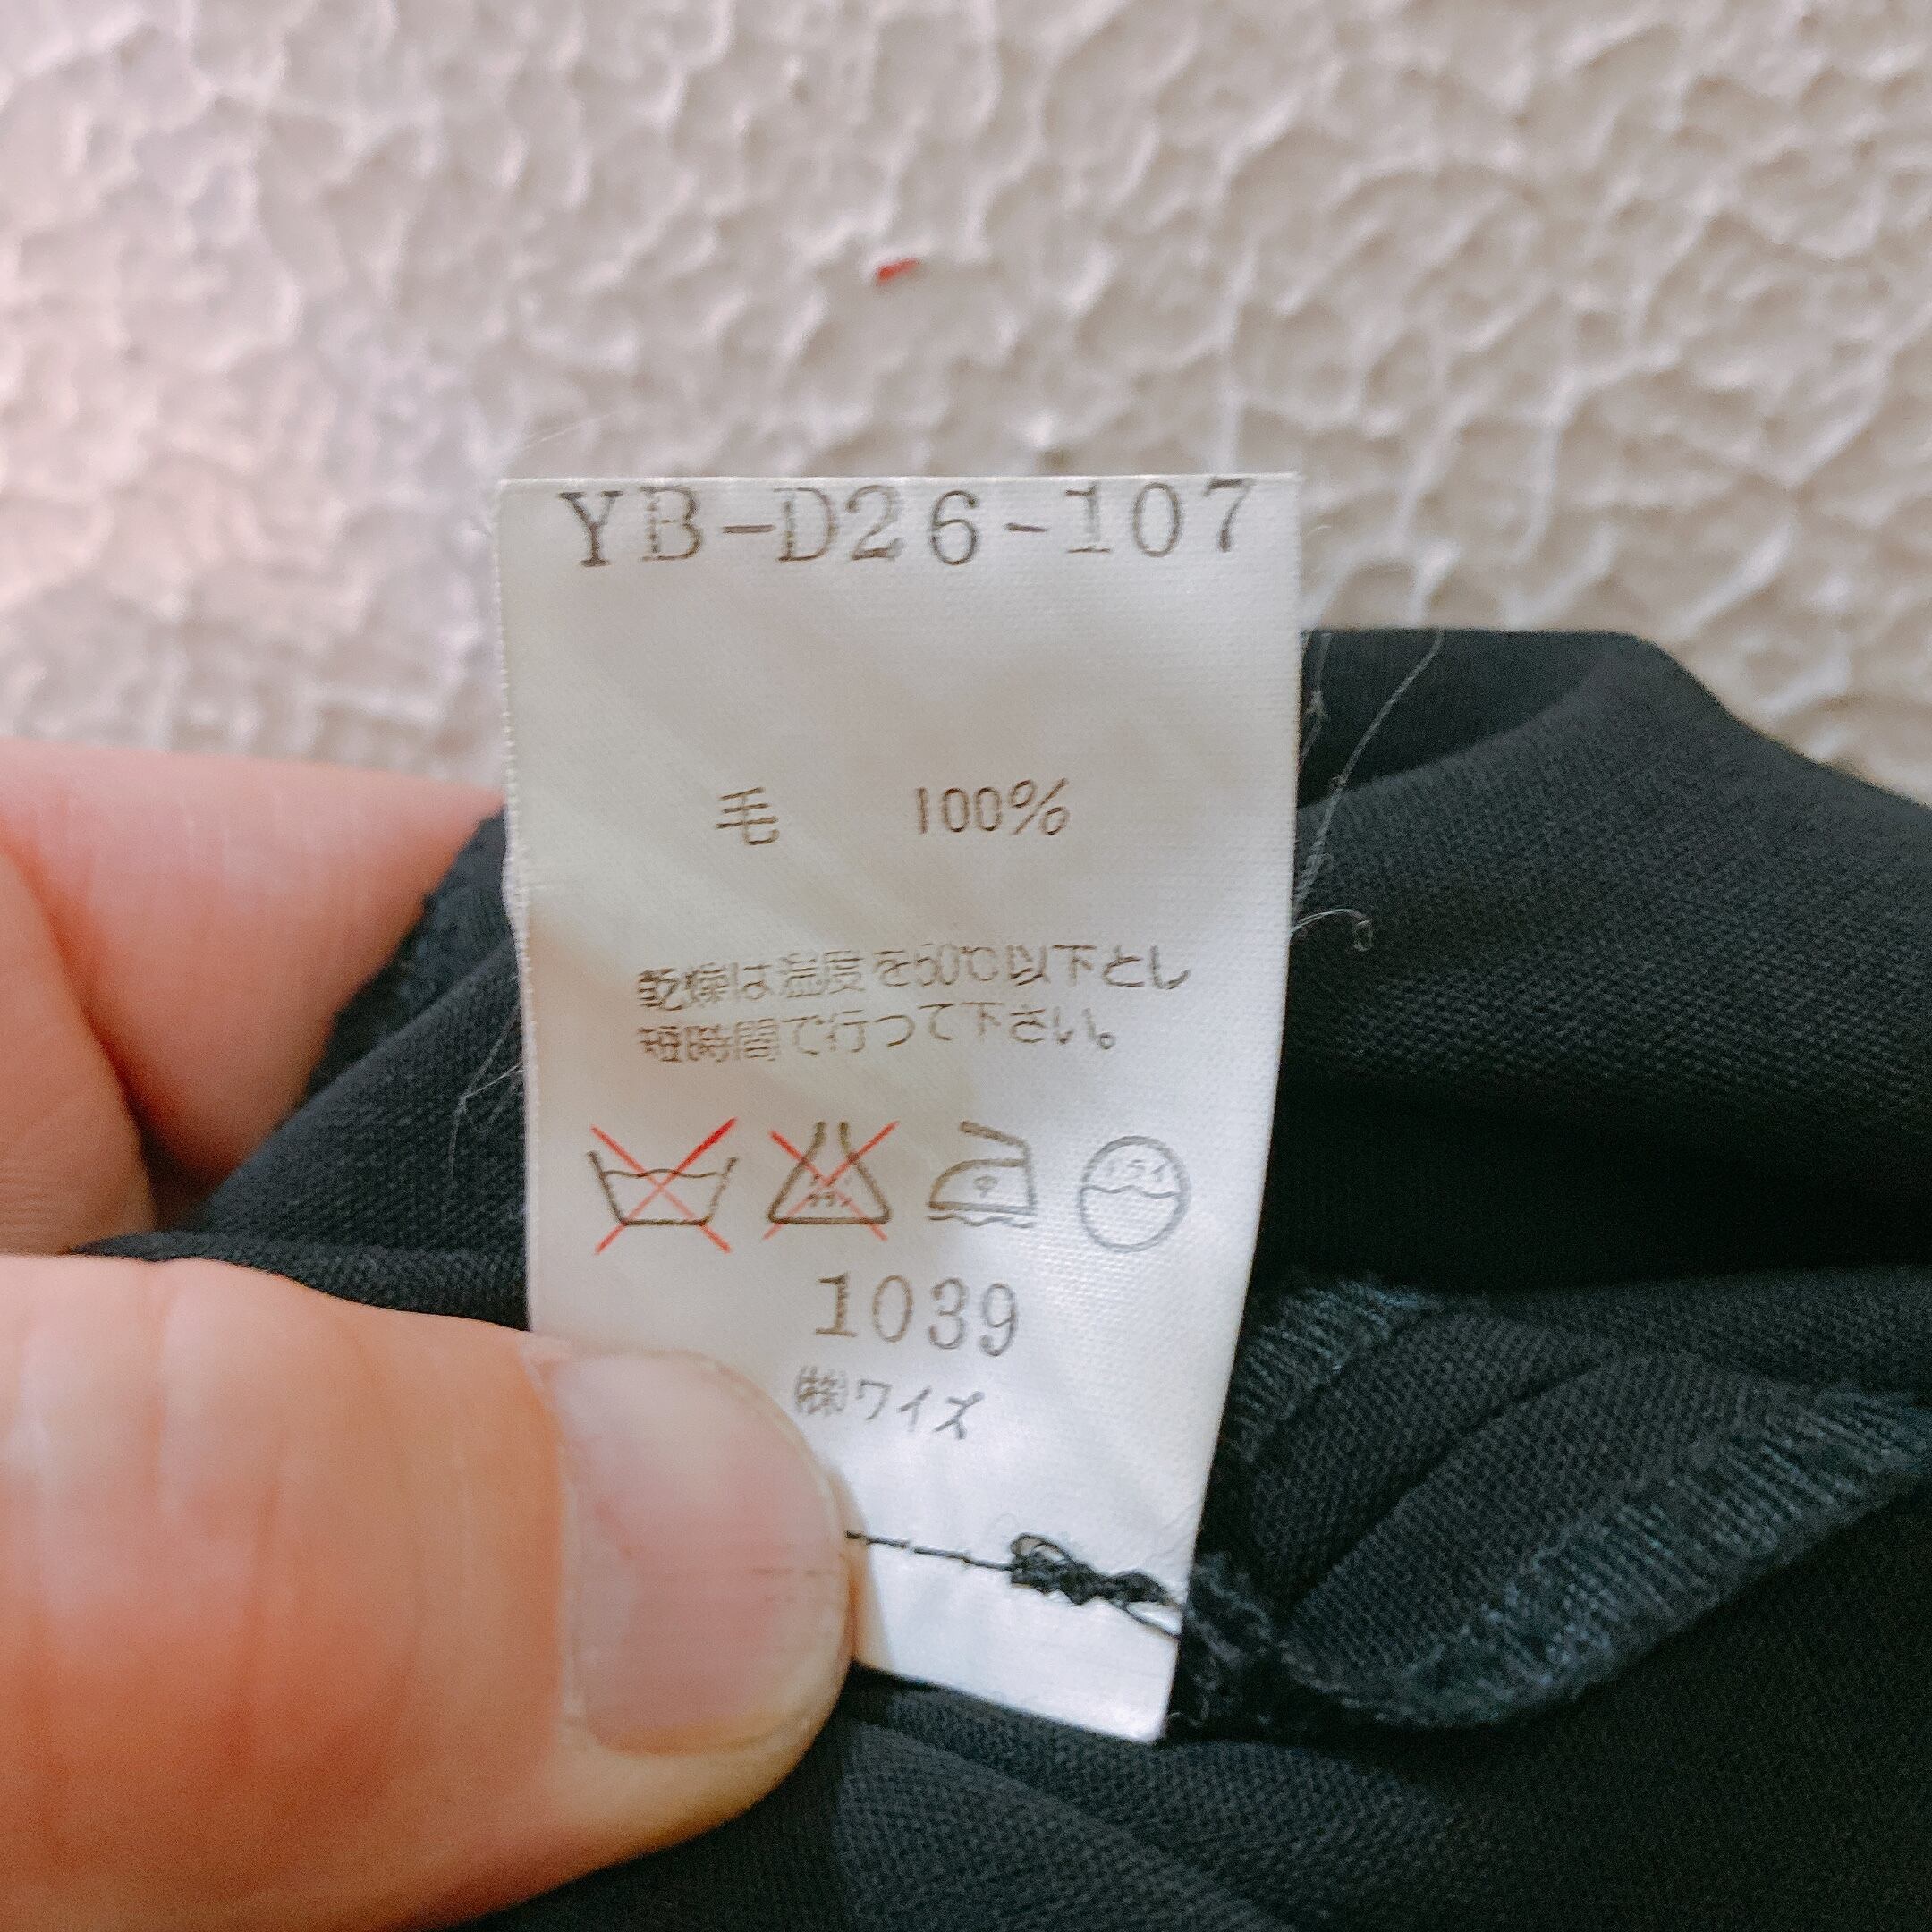 YB-D26-107
毛 100%
乾燥は温度を60℃以下とし
短時間で行って下さい。
1039
㈱ワイズ